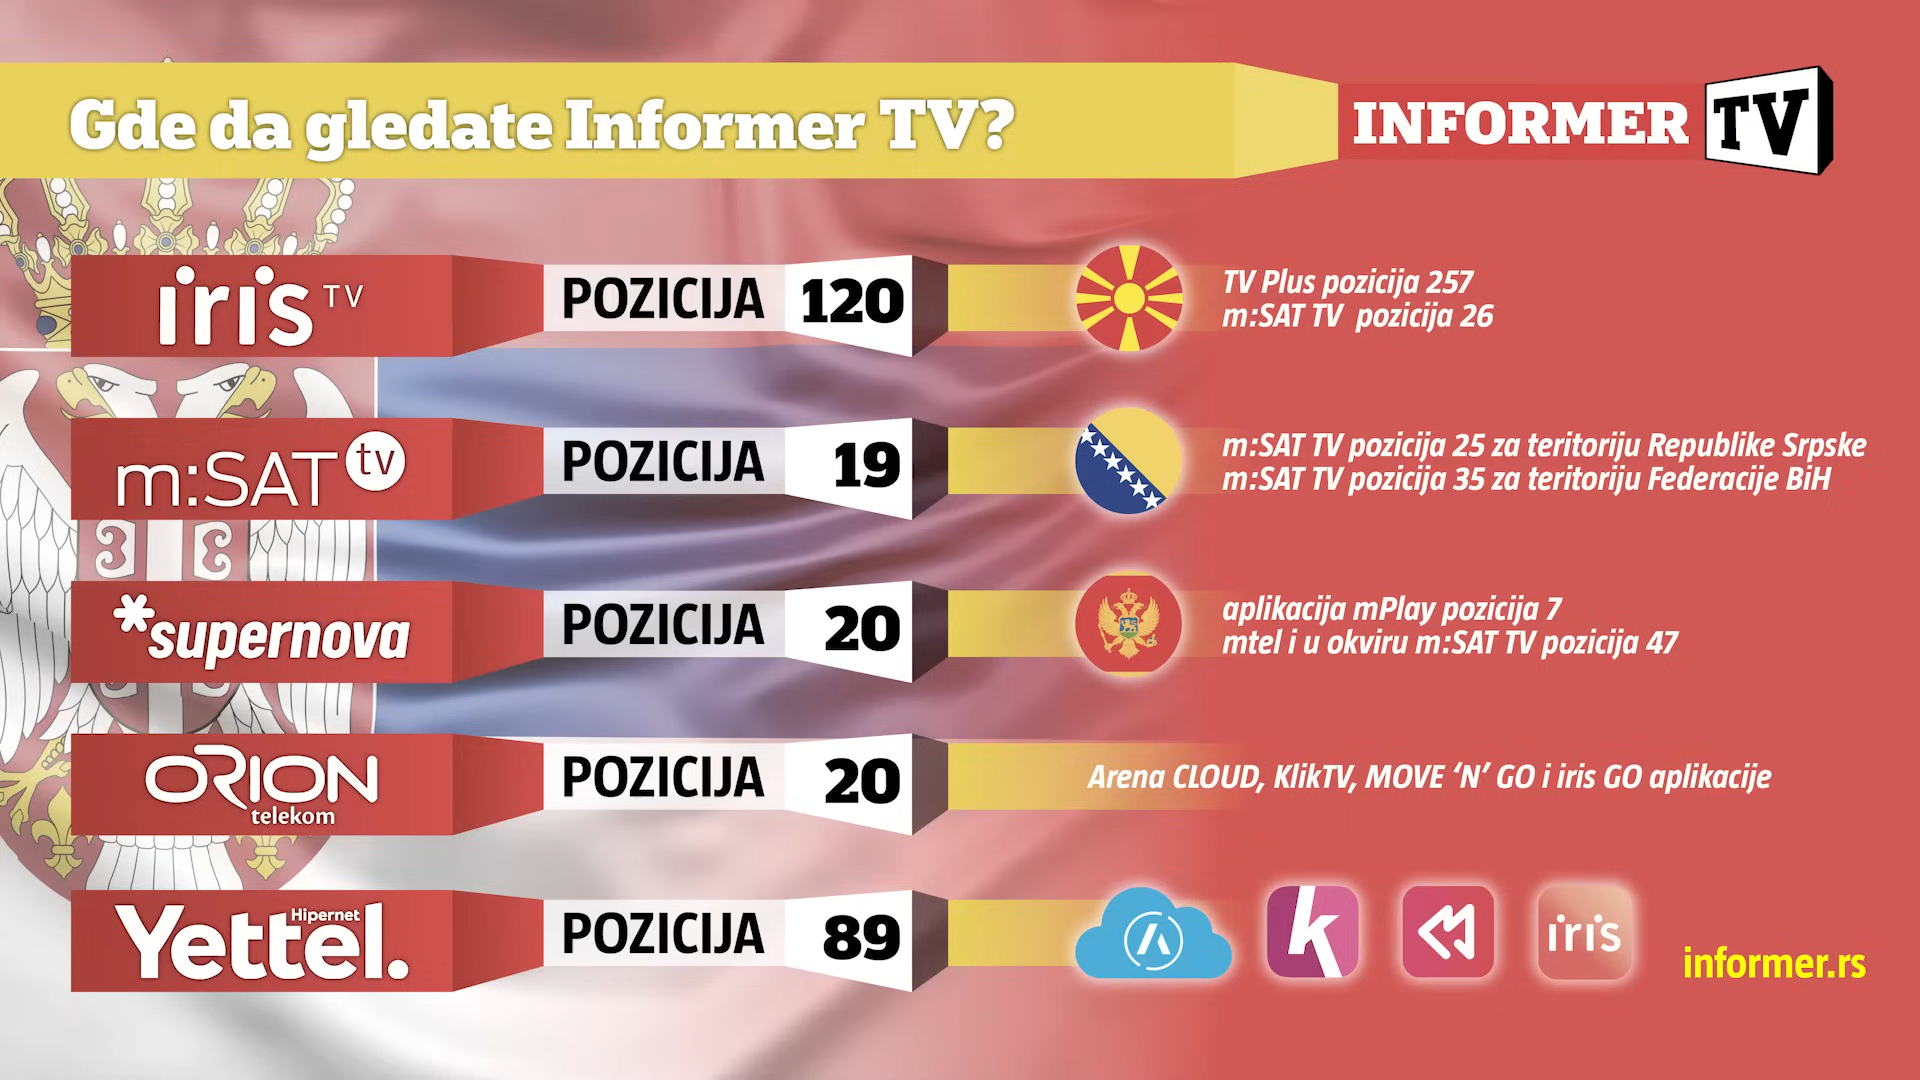 Gde da gledate Informer TV?
INFORMER TV
iris TV
POZICIJA 120
m:SAT tv
POZICIJA 19
*supernova
POZICIJA 20
ORION
telekom
POZICIJA 20
Hipernet
Yettel.
POZICIJA 89
TV Plus pozicija 257
m:SAT TV pozicija 26
m:SAT TV pozicija 25 za teritoriju Republike Srpske
m:SAT TV pozicija 35 za teritoriju Federacije BiH
aplikacija mPlay pozicija 7
mtel i u okviru m:SAT TV pozicija 47
Arena CLOUD, KlikTV, MOVE ‘N’ GO i iris GO aplikacije
k
iris
informer.rs